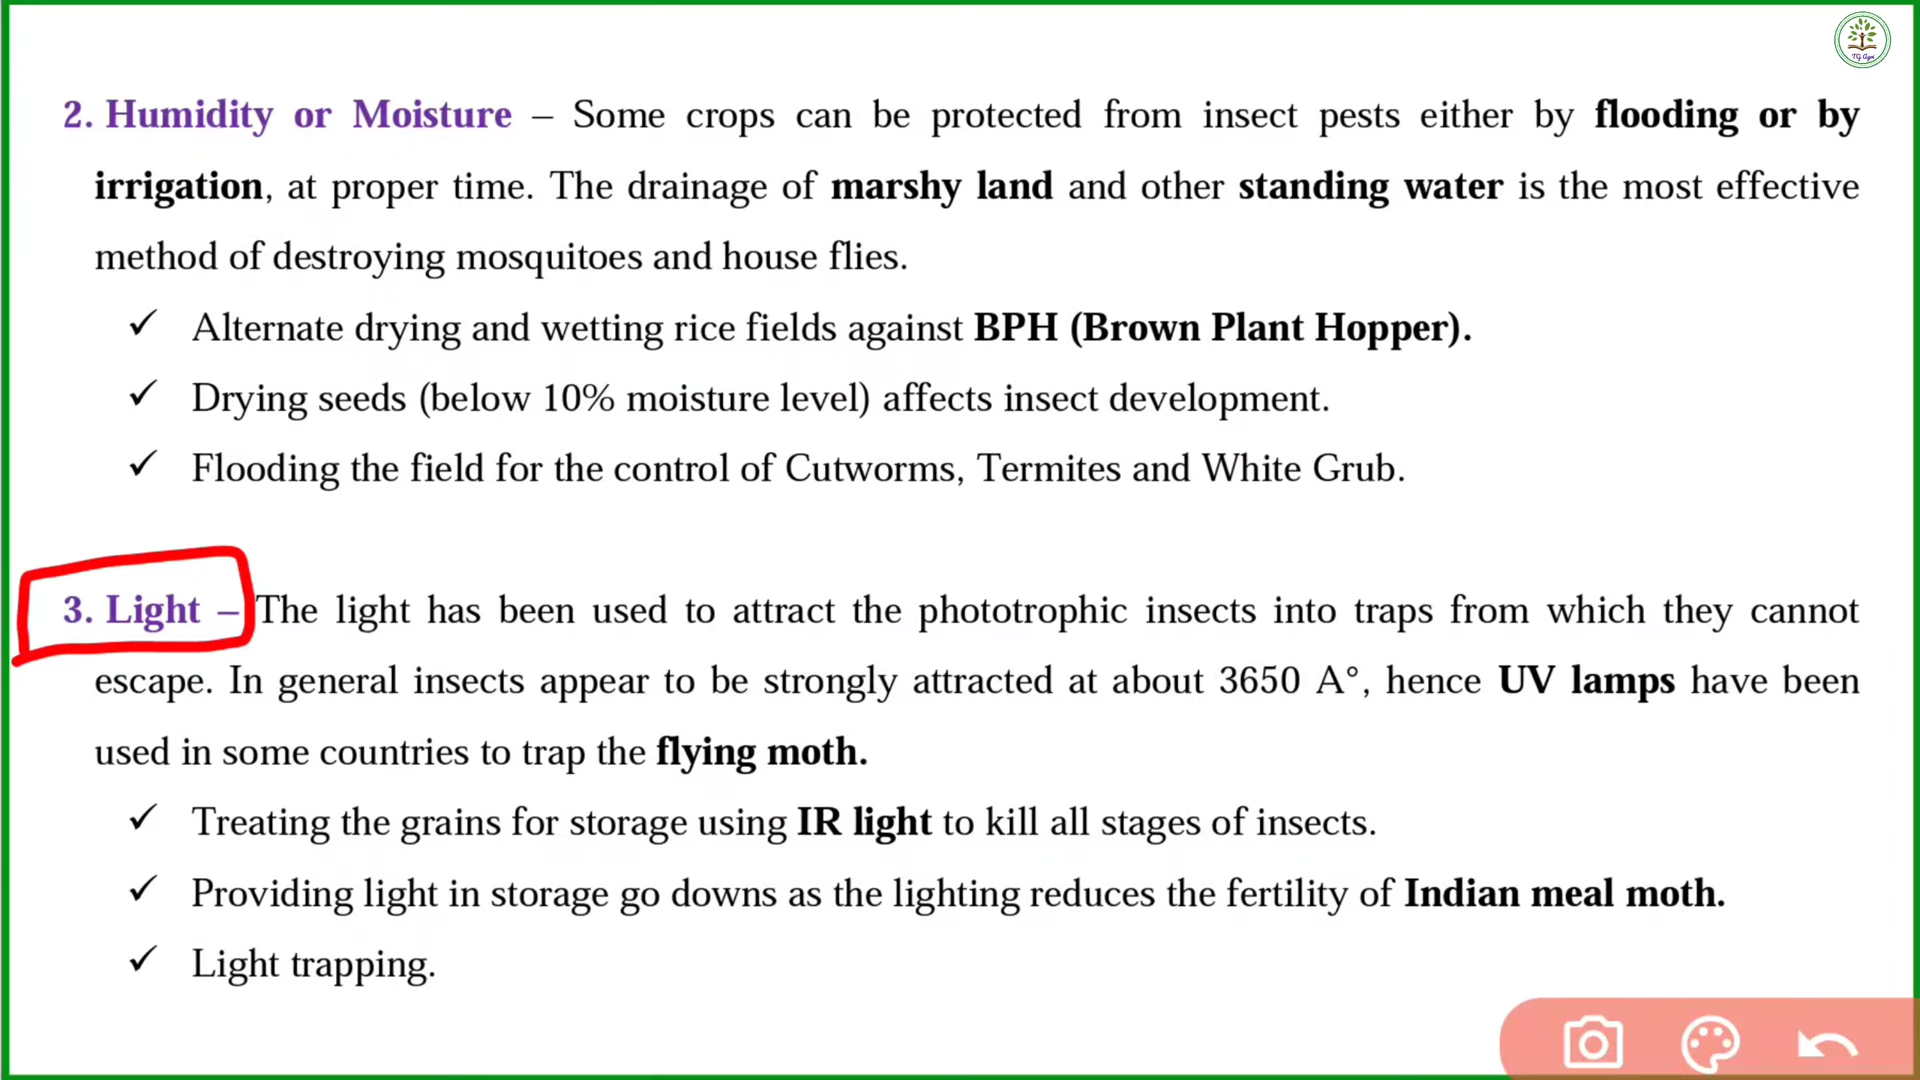 TG Agri
2. Humidity or Moisture – Some crops can be protected from insect pests either by flooding or by
irrigation, at proper time. The drainage of marshy land and other standing water is the most effective
method of destroying mosquitoes and house flies.
✓ Alternate drying and wetting rice fields against BPH (Brown Plant Hopper).
✓ Drying seeds (below 10% moisture level) affects insect development.
✓ Flooding the field for the control of Cutworms, Termites and White Grub.
3. Light – The light has been used to attract the phototrophic insects into traps from which they cannot
escape. In general insects appear to be strongly attracted at about 3650 A°, hence UV lamps have been
used in some countries to trap the flying moth.
✓ Treating the grains for storage using IR light to kill all stages of insects.
✓ Providing light in storage go downs as the lighting reduces the fertility of Indian meal moth.
✓ Light trapping.